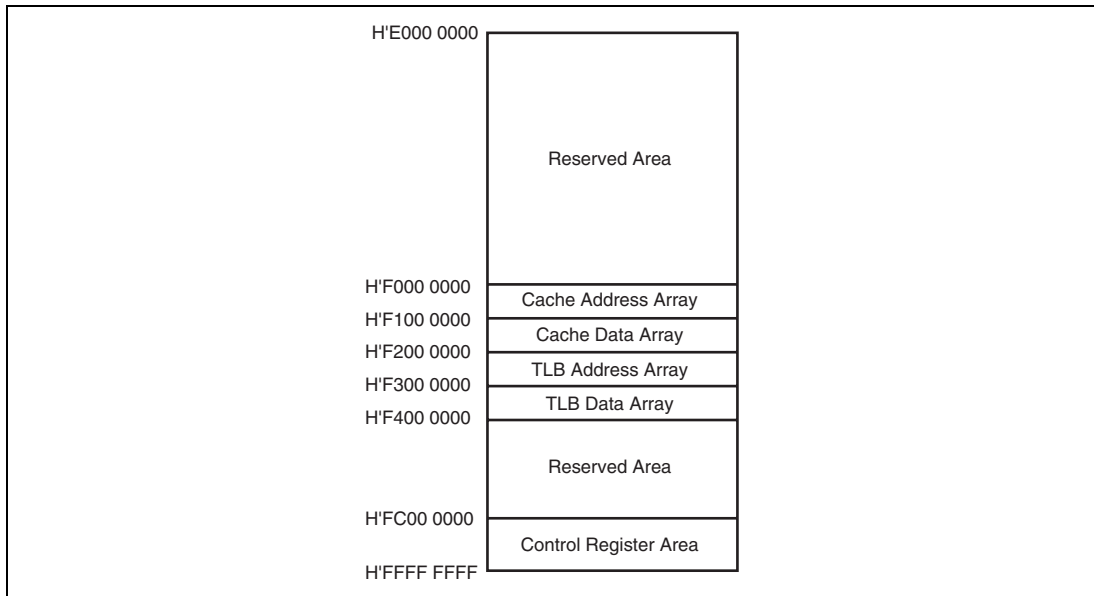 H'E000 0000
Reserved Area
H'F000 0000
Cache Address Array
H'F100 0000
Cache Data Array
H'F200 0000
TLB Address Array
H'F300 0000
TLB Data Array
H'F400 0000
Reserved Area
H'FC00 0000
Control Register Area
H'FFFF FFFF